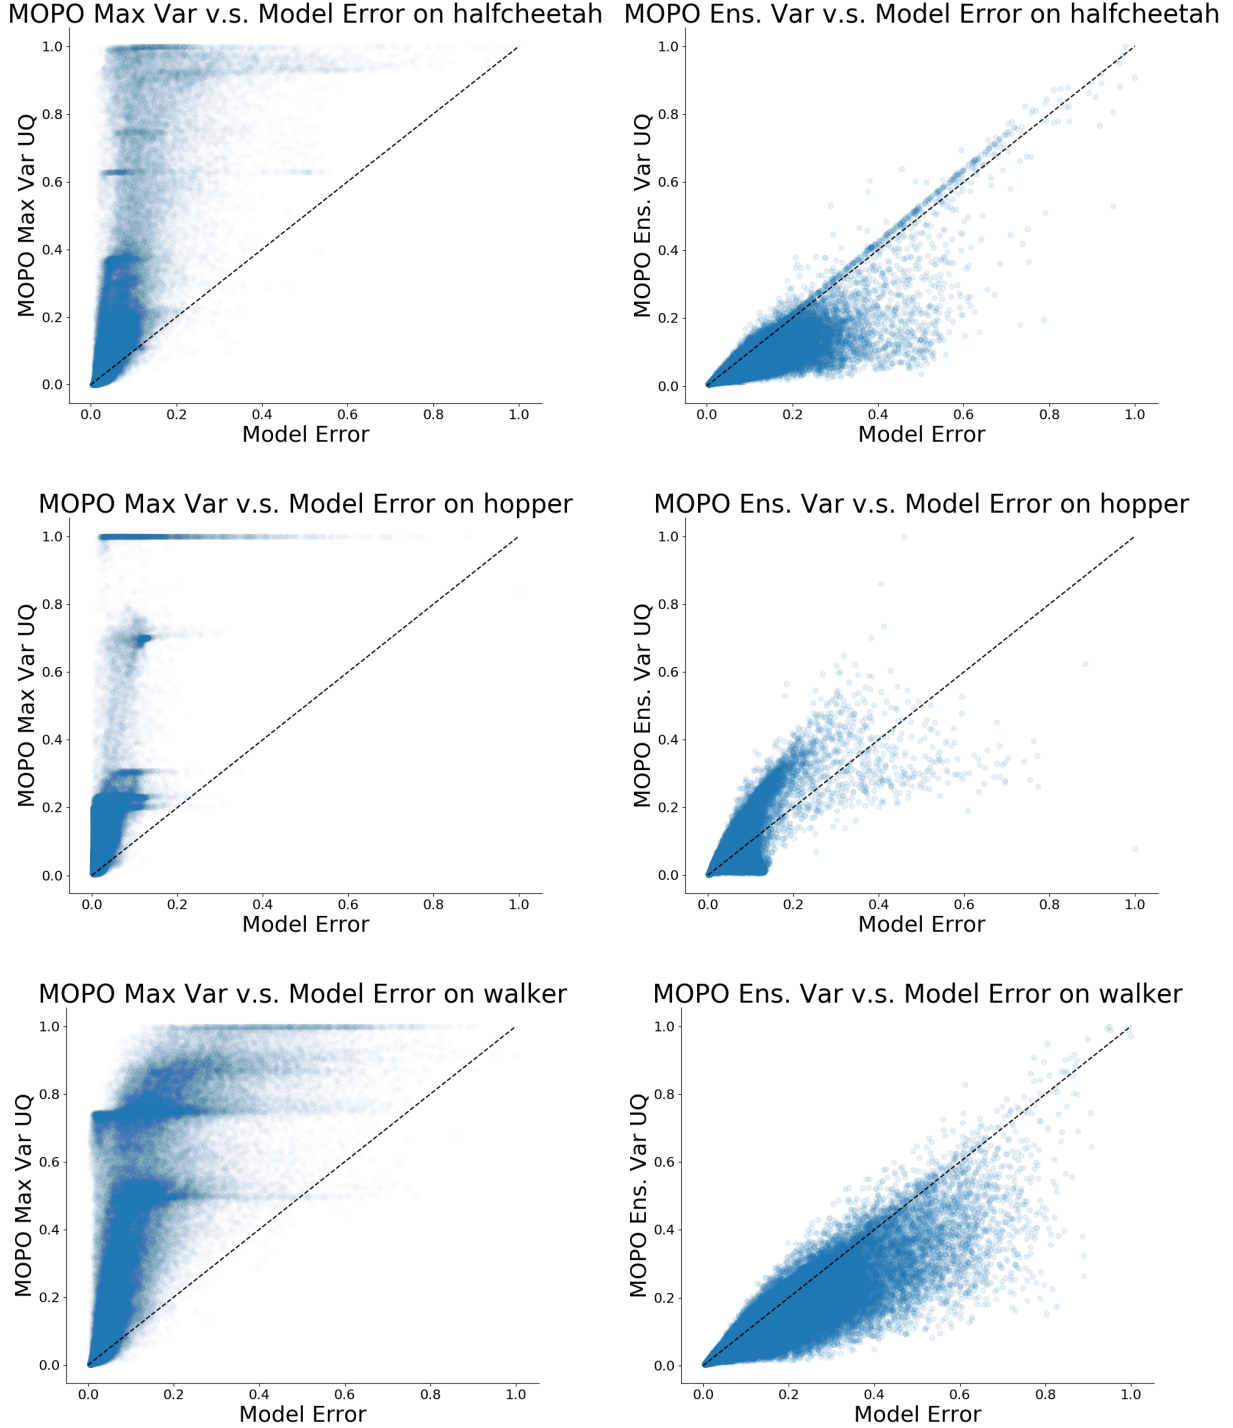 MOPO Max Var v.s. Model Error on halfcheetah
MOPO Max Var UQ
1.0
0.8
0.6
0.4
0.2
0.0
0.0 0.2 0.4 0.6 0.8 1.0
Model Error
MOPO Ens. Var v.s. Model Error on halfcheetah
MOPO Ens. Var UQ
1.0
0.8
0.6
0.4
0.2
0.0
0.0 0.2 0.4 0.6 0.8 1.0
Model Error
MOPO Max Var v.s. Model Error on hopper
MOPO Max Var UQ
1.0
0.8
0.6
0.4
0.2
0.0
0.0 0.2 0.4 0.6 0.8 1.0
Model Error
MOPO Ens. Var v.s. Model Error on hopper
MOPO Ens. Var UQ
1.0
0.8
0.6
0.4
0.2
0.0
0.0 0.2 0.4 0.6 0.8 1.0
Model Error
MOPO Max Var v.s. Model Error on walker
MOPO Max Var UQ
1.0
0.8
0.6
0.4
0.2
0.0
0.0 0.2 0.4 0.6 0.8 1.0
Model Error
MOPO Ens. Var v.s. Model Error on walker
MOPO Ens. Var UQ
1.0
0.8
0.6
0.4
0.2
0.0
0.0 0.2 0.4 0.6 0.8 1.0
Model Error